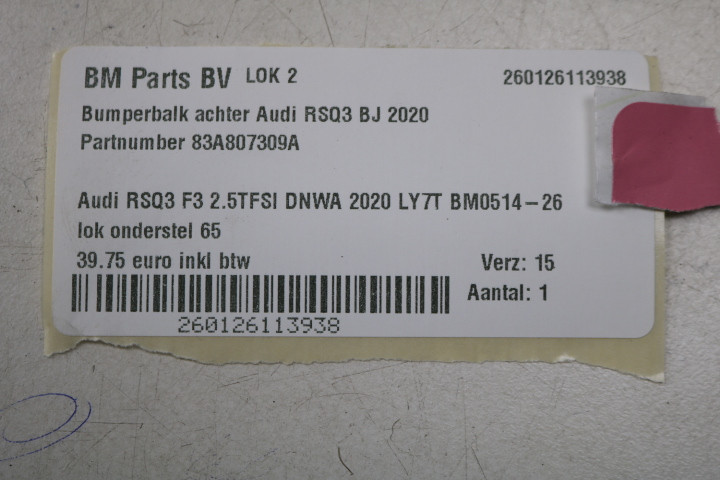 BM Parts BV LOK 2 260126113938
Bumperbalk achter Audi RSQ3 BJ 2020
Partnumber 83A807309A
Audi RSQ3 F3 2.5TFSI DNWA 2020 LY7T BM0514-26
lok onderstel 65
39.75 euro inkl btw Verz: 15
Aantal: 1
260126113938